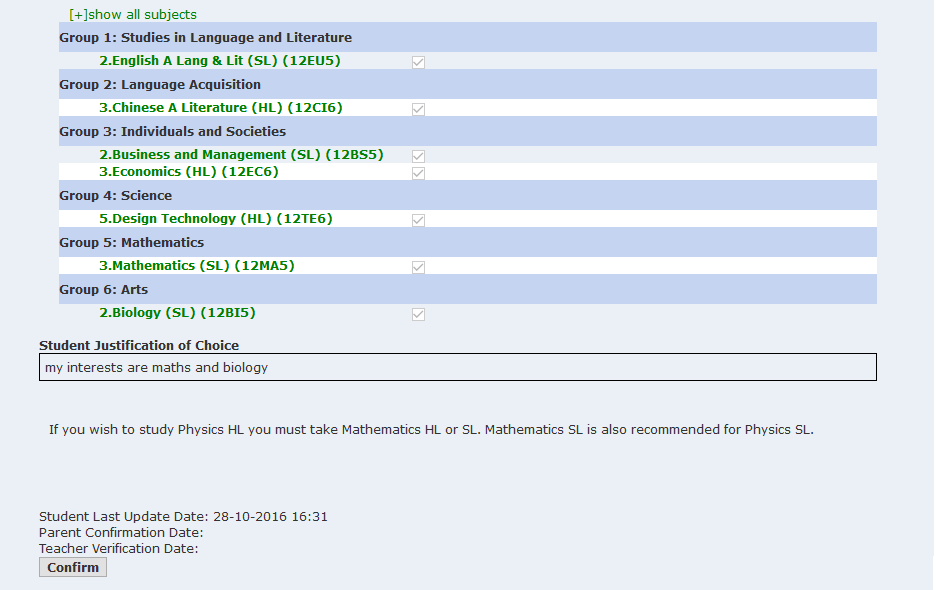 [+]show all subjects
Group 1: Studies in Language and Literature
2.English A Lang & Lit (SL) (12EU5)
Group 2: Language Acquisition
3.Chinese A Literature (HL) (12CI6)
Group 3: Individuals and Societies
2.Business and Management (SL) (12BS5)
3.Economics (HL) (12EC6)
Group 4: Science
5.Design Technology (HL) (12TE6)
Group 5: Mathematics
3.Mathematics (SL) (12MA5)
Group 6: Arts
2.Biology (SL) (12BI5)
Student Justification of Choice
my interests are maths and biology
If you wish to study Physics HL you must take Mathematics HL or SL. Mathematics SL is also recommended for Physics SL.
Student Last Update Date: 28-10-2016 16:31
Parent Confirmation Date:
Teacher Verification Date:
Confirm